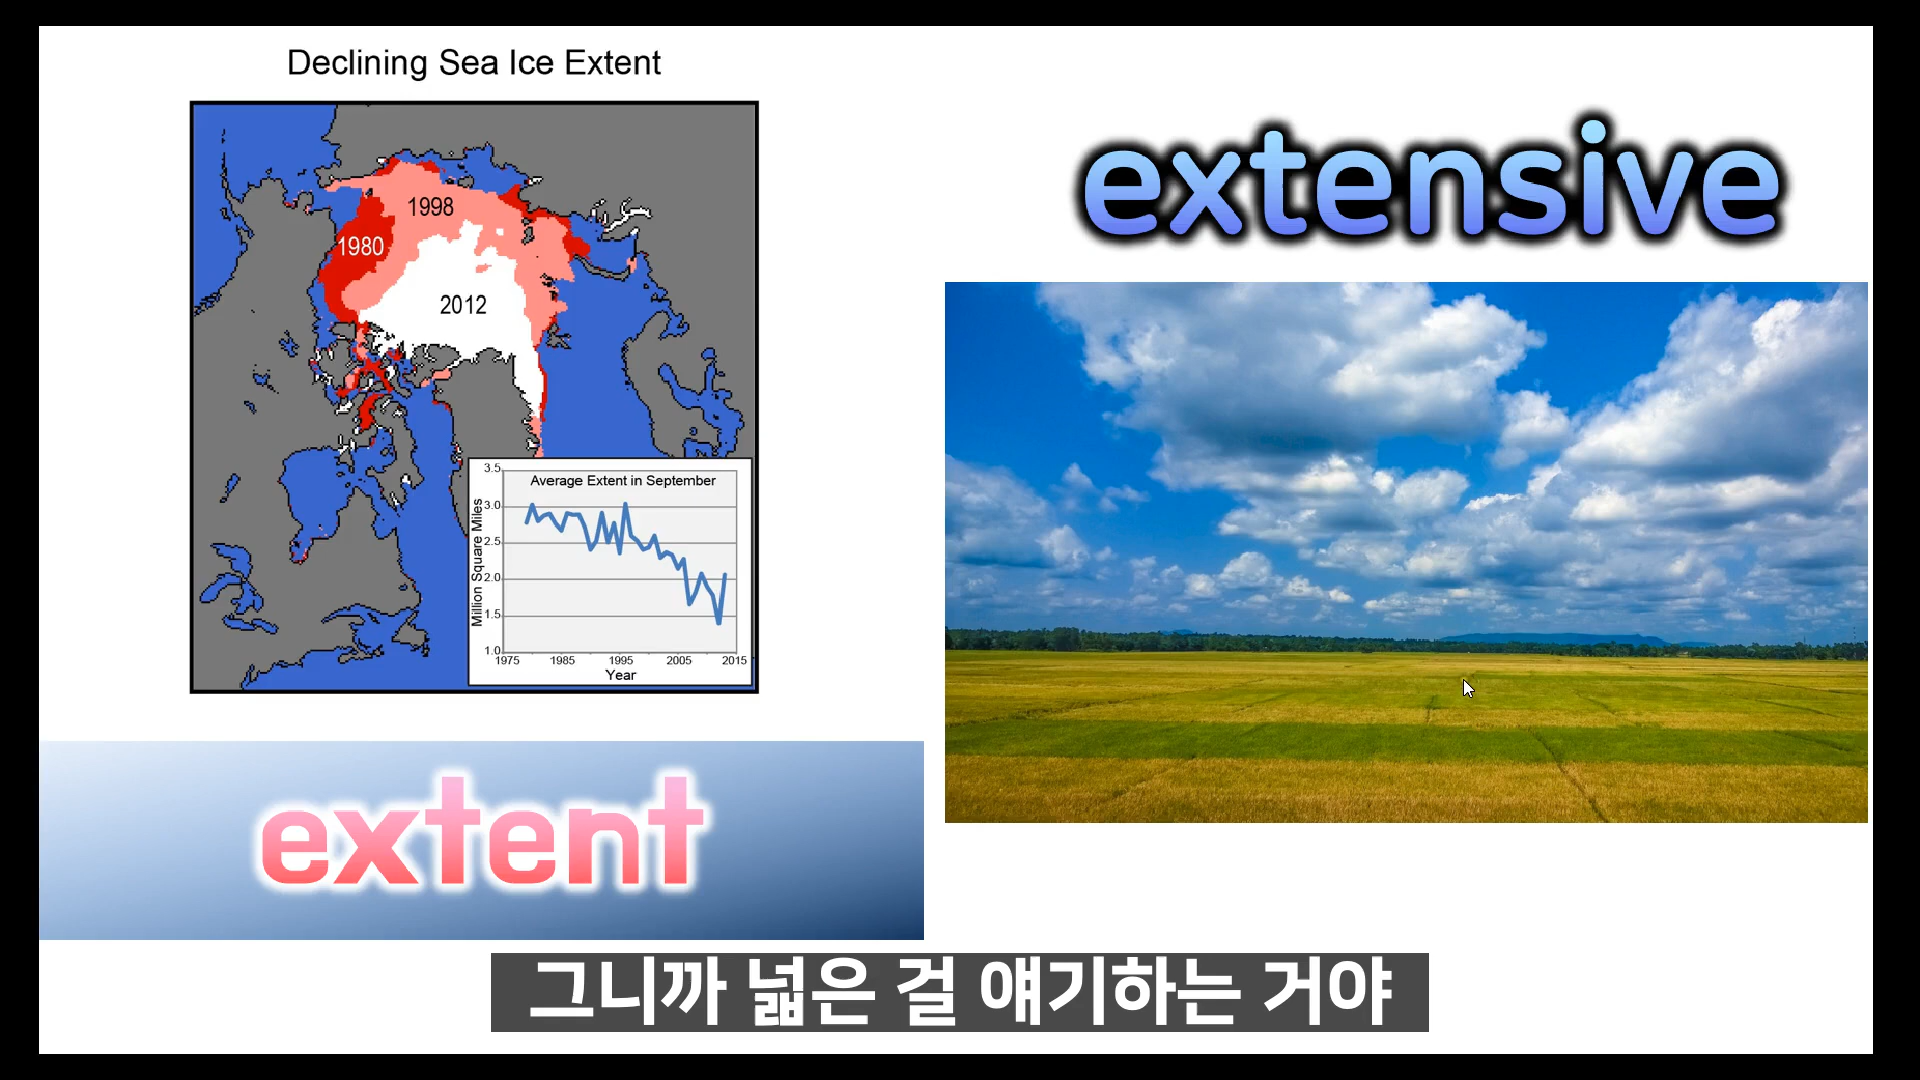 Declining Sea Ice Extent
1998
1980
2012
Average Extent in September
Million Square Miles
3.5
3.0
2.5
2.0
1.5
1.0
1975 1985 1995 2005 2015
Year
extent
extensive
그니까 넓은 걸 얘기하는 거야